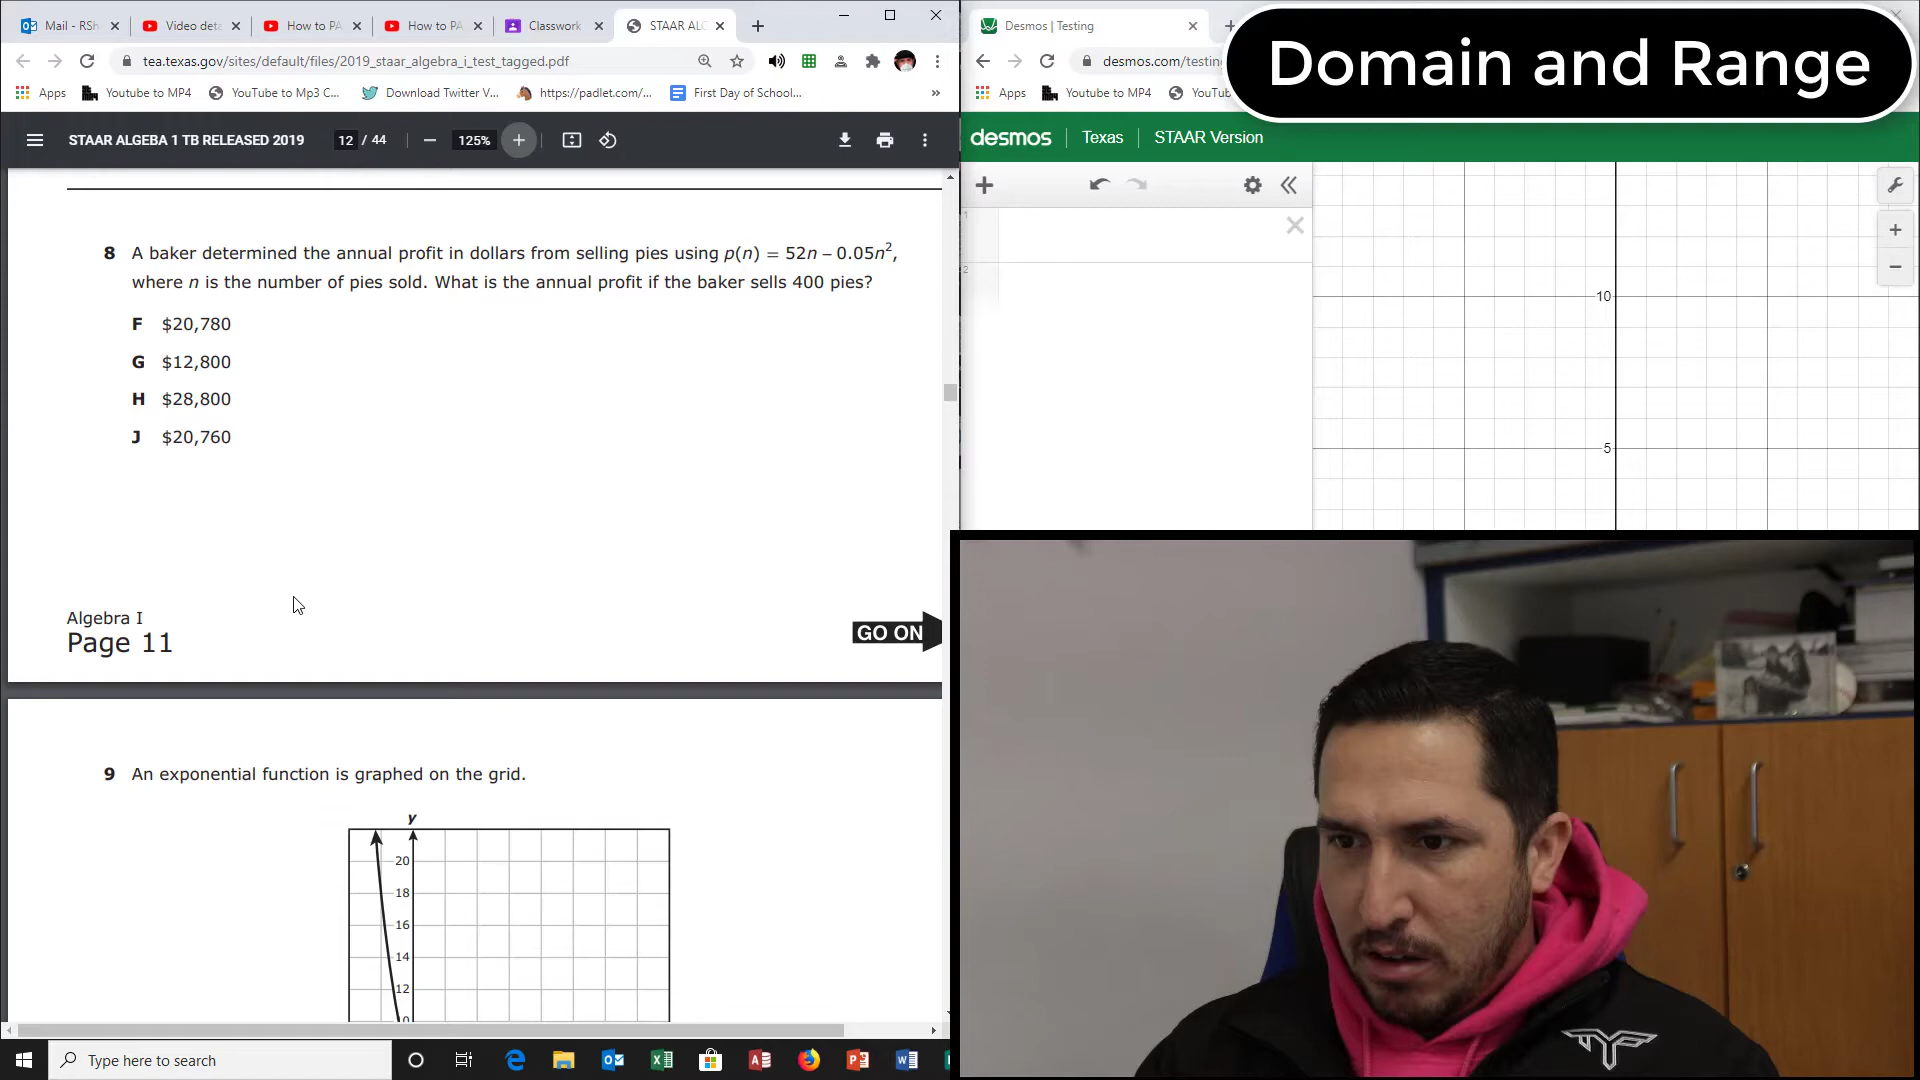 Mail - RSh
Video deta
How to PA
How to PA
Classwork
STAAR ALG
Desmos | Testing
Domain and Range
tea.texas.gov/sites/default/files/2019_staar_algebra_i_test_tagged.pdf
desmos.com/testin
Apps
Youtube to MP4
YouTube to Mp3 C...
Download Twitter V...
https://padlet.com/...
First Day of School...
»
Apps
Youtube to MP4
YouTu
STAAR ALGEBA 1 TB RELEASED 2019
12 / 44
125%
desmos
Texas
STAAR Version
1
2
10
5
8 A baker determined the annual profit in dollars from selling pies using p(n) = 52n – 0.05n²,
where n is the number of pies sold. What is the annual profit if the baker sells 400 pies?
F $20,780
G $12,800
H $28,800
J $20,760
Algebra I
Page 11
GO ON
9 An exponential function is graphed on the grid.
y
20
18
16
14
12
Type here to search